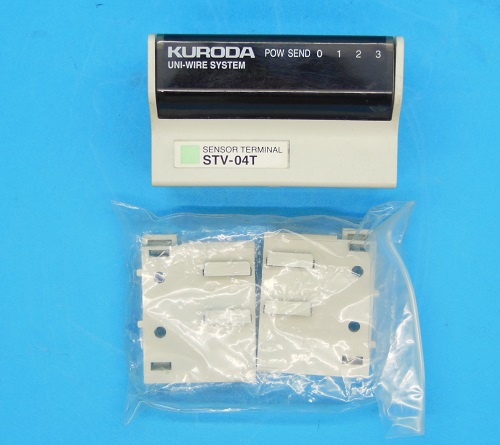 KURODA POW SEND 0 1 2 3
UNI-WIRE SYSTEM
SENSOR TERMINAL
STV-04T